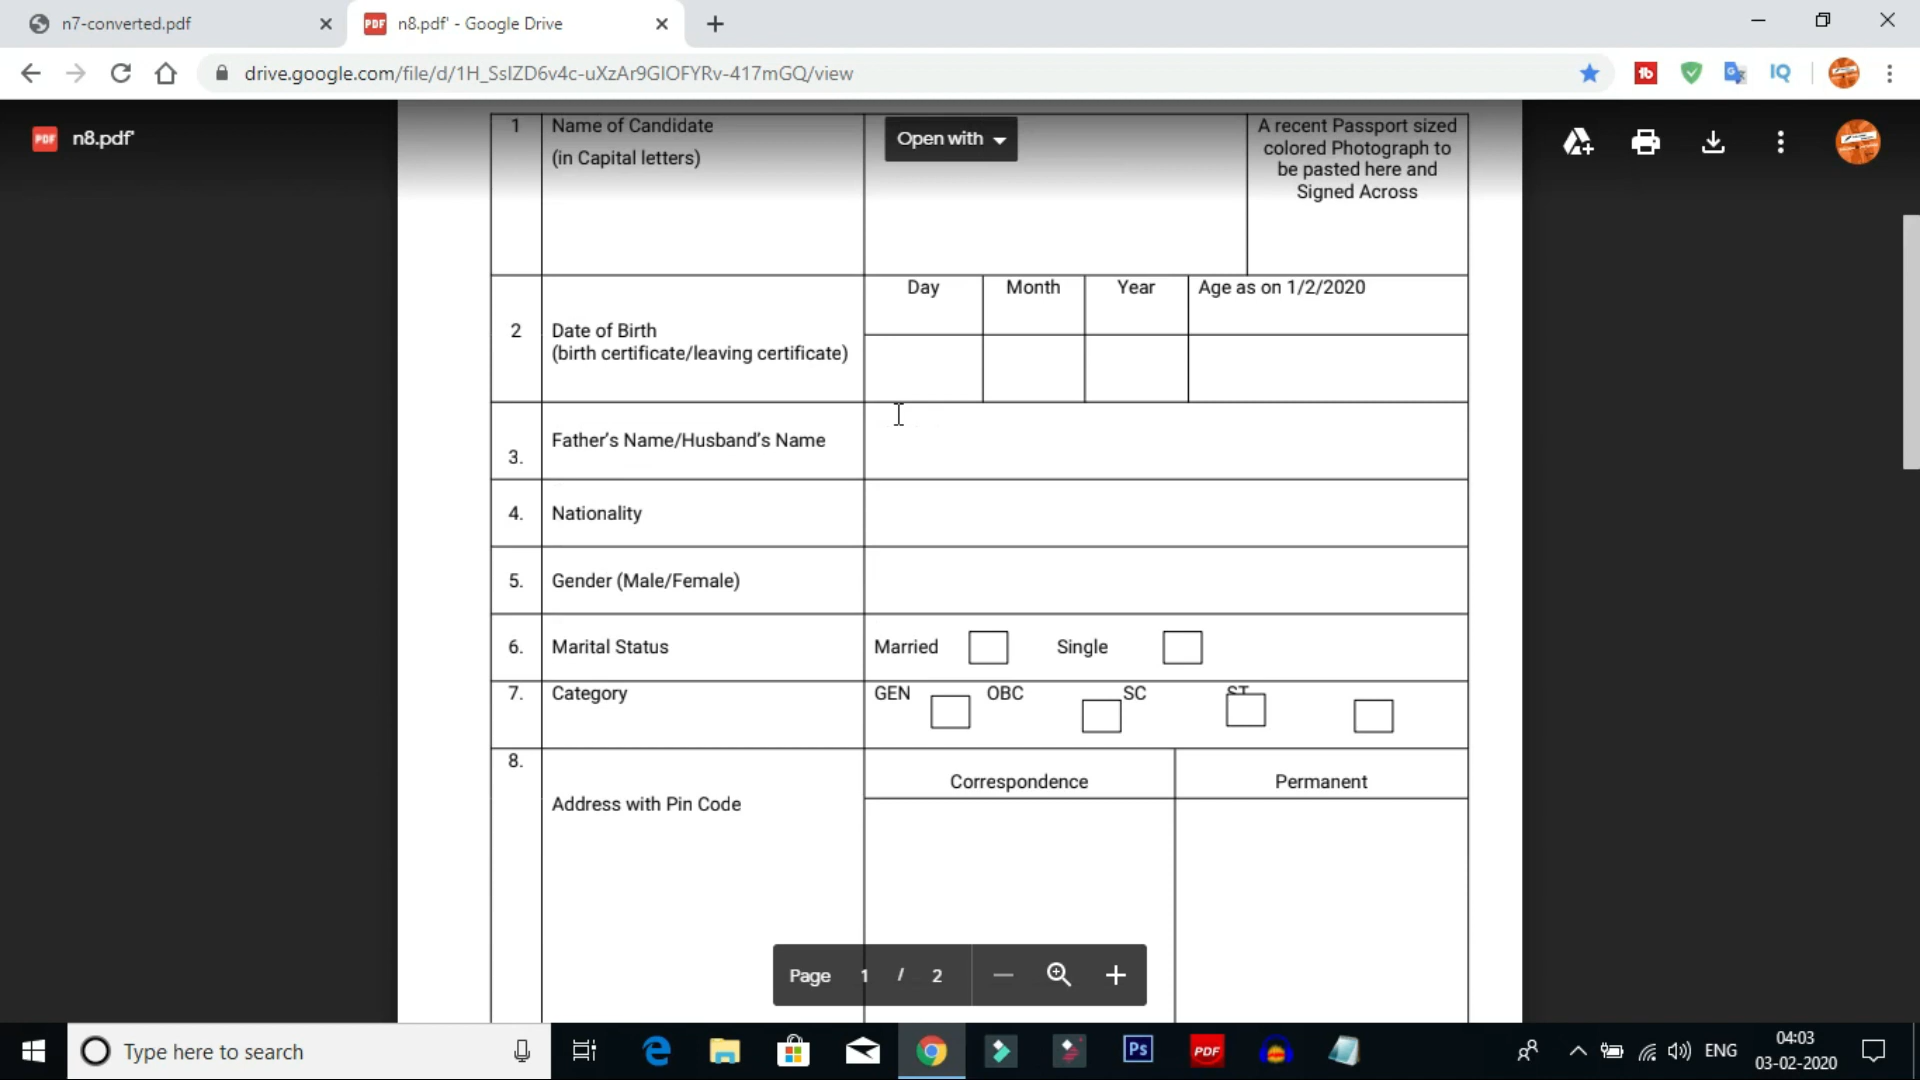 n7-converted.pdf
n8.pdf' - Google Drive
drive.google.com/file/d/1H_SsIZD6v4c-uXzAr9GIOFYRv-417mGQ/view
PDF n8.pdf'
Open with
1 Name of Candidate
(in Capital letters)
A recent Passport sized
colored Photograph to
be pasted here and
Signed Across
Day Month Year Age as on 1/2/2020
2 Date of Birth
(birth certificate/leaving certificate)
3. Father's Name/Husband's Name
4. Nationality
5. Gender (Male/Female)
6. Marital Status Married Single
7. Category GEN OBC SC ST
8. Address with Pin Code
Correspondence Permanent
Page 1 / 2
Type here to search
Ps
PDF
ENG
04:03
03-02-2020